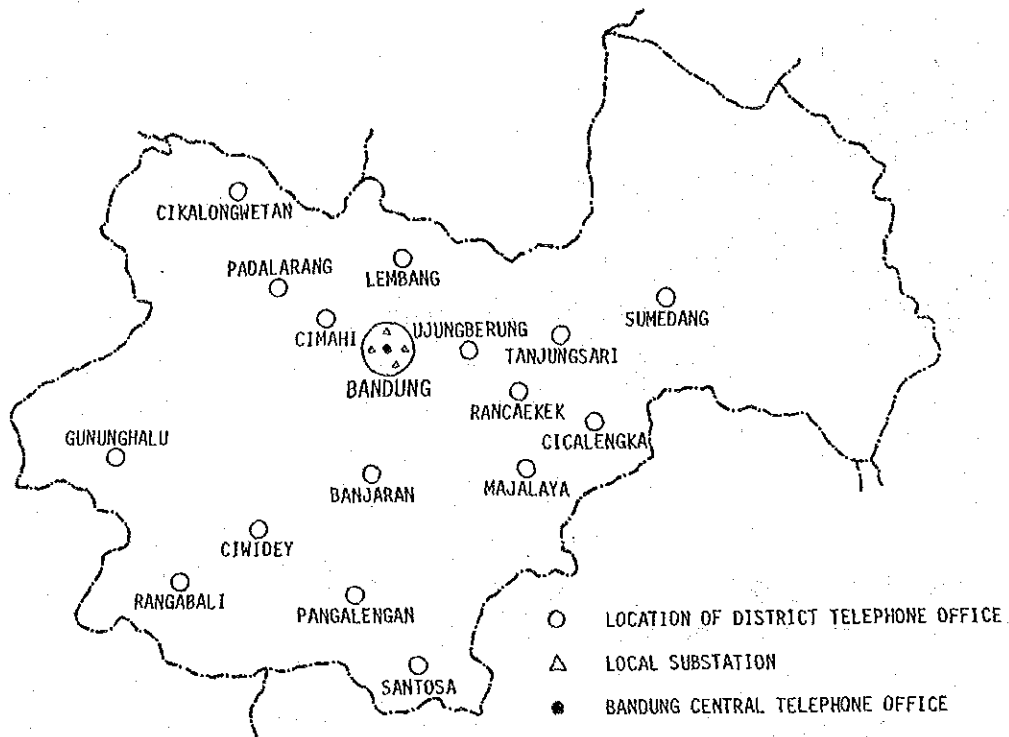 CIKALONGWETAN
PADALARANG
LEMBANG
CIMAHI
UJUNGBERUNG
SUMEDANG
TANJUNGSARI
BANDUNG
RANCAEKEK
CICALENGKA
GUNUNGHALU
BANJARAN
MAJALAYA
CIWIDEY
RANGABALI
PANGALENGAN
SANTOSA
LOCATION OF DISTRICT TELEPHONE OFFICE
LOCAL SUBSTATION
BANDUNG CENTRAL TELEPHONE OFFICE